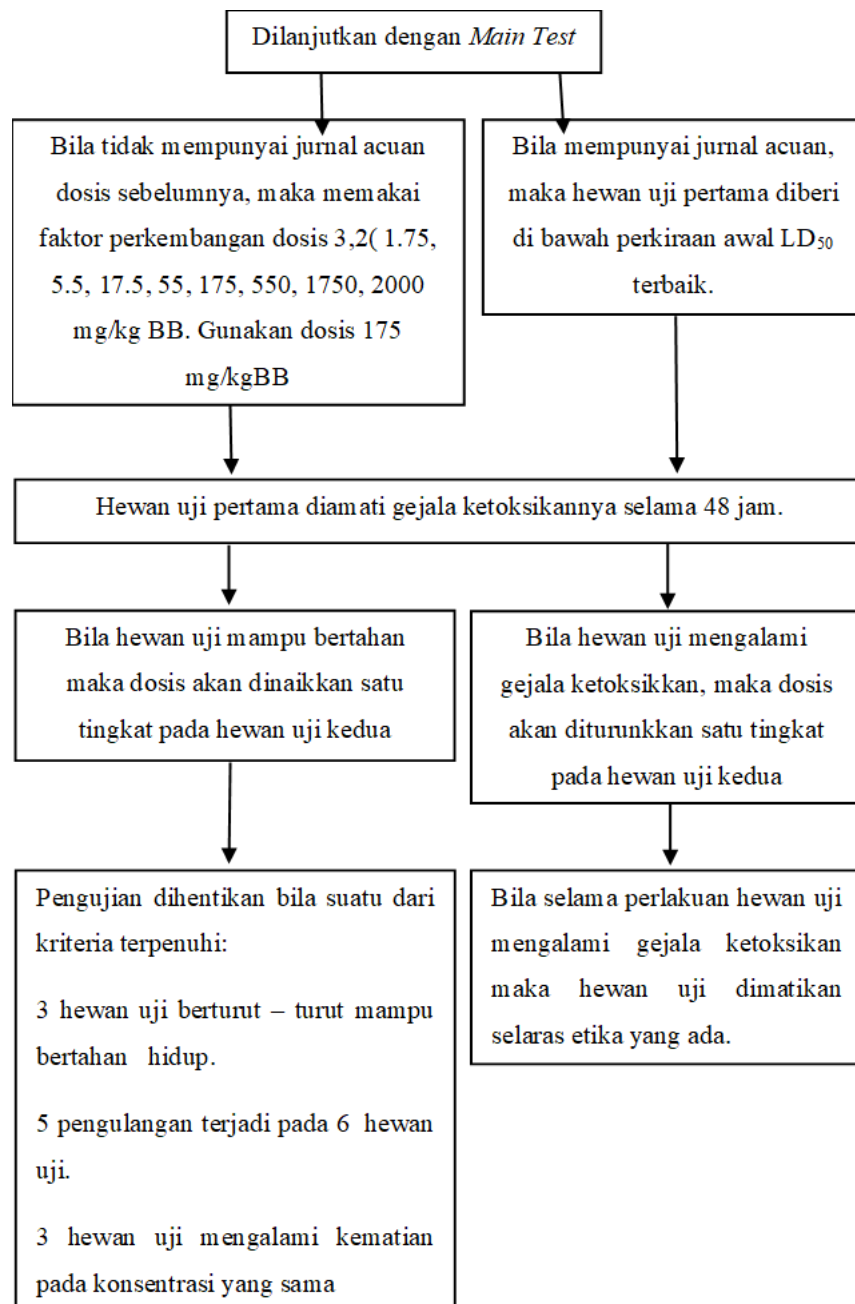 Dilanjutkan dengan Main Test
Bila tidak mempunyai jurnal acuan
dosis sebelumnya, maka memakai
faktor perkembangan dosis 3,2( 1.75,
5.5, 17.5, 55, 175, 550, 1750, 2000
mg/kg BB. Gunakan dosis 175
mg/kgBB
Bila mempunyai jurnal acuan,
maka hewan uji pertama diberi
di bawah perkiraan awal LD₅₀
terbaik.
Hewan uji pertama diamati gejala ketoksikannya selama 48 jam.
Bila hewan uji mampu bertahan
maka dosis akan dinaikkan satu
tingkat pada hewan uji kedua
Bila hewan uji mengalami
gejala ketoksikkan, maka dosis
akan diturunkkan satu tingkat
pada hewan uji kedua
Pengujian dihentikan bila suatu dari
kriteria terpenuhi:
3 hewan uji berturut – turut mampu
bertahan hidup.
5 pengulangan terjadi pada 6 hewan
uji.
3 hewan uji mengalami kematian
pada konsentrasi yang sama
Bila selama perlakuan hewan uji
mengalami gejala ketoksikan
maka hewan uji dimatikan
selaras etika yang ada.